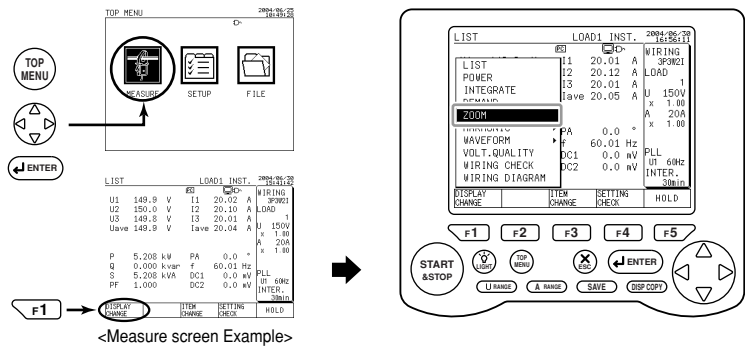 TOP MENU
2004/06/25
10:49:28
MEASURE
SETUP
FILE
TOP
MENU
ENTER
LIST
LOAD1 INST.
2004/06/30
15:41:42
PC
U1 149.9 V I1 20.02 A
U2 150.0 V I2 20.10 A
U3 149.8 V I3 20.01 A
Uave 149.9 V Iave 20.04 A
P 5.208 kW PA 0.0 °
Q 0.000 kvar f 60.01 Hz
S 5.208 kVA DC1 0.0 mV
PF 1.000 DC2 0.0 mV
WIRING
3P3W2I
LOAD
1
U 150V
x 1.00
A 20A
x 1.00
PLL
U1 60Hz
INTER.
30min
DISPLAY
CHANGE
ITEM
CHANGE
SETTING
CHECK
HOLD
F1
<Measure screen Example>
LIST
LOAD1 INST.
2004/06/30
16:56:11
PC
LIST
POWER
INTEGRATE
DEMAND
ZOOM
HARMONIC
WAVEFORM
VOLT.QUALITY
WIRING CHECK
WIRING DIAGRAM
I1 20.01 A
I2 20.12 A
I3 20.01 A
Iave 20.05 A
PA 0.0 °
f 60.01 Hz
DC1 0.0 mV
DC2 0.0 mV
WIRING
3P3W2I
LOAD
1
U 150V
x 1.00
A 20A
x 1.00
PLL
U1 60Hz
INTER.
30min
DISPLAY
CHANGE
ITEM
CHANGE
SETTING
CHECK
HOLD
F1
F2
F3
F4
F5
START
&STOP
LIGHT
TOP
MENU
ESC
ENTER
U RANGE
A RANGE
SAVE
DISP COPY